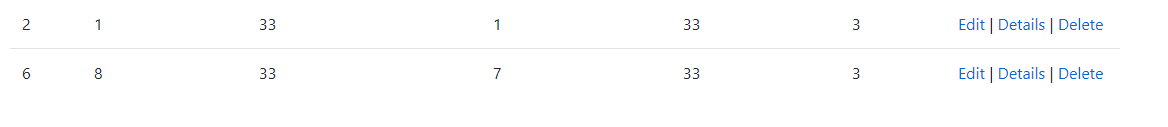 2 1 33 1 33 3 Edit | Details | Delete
6 8 33 7 33 3 Edit | Details | Delete